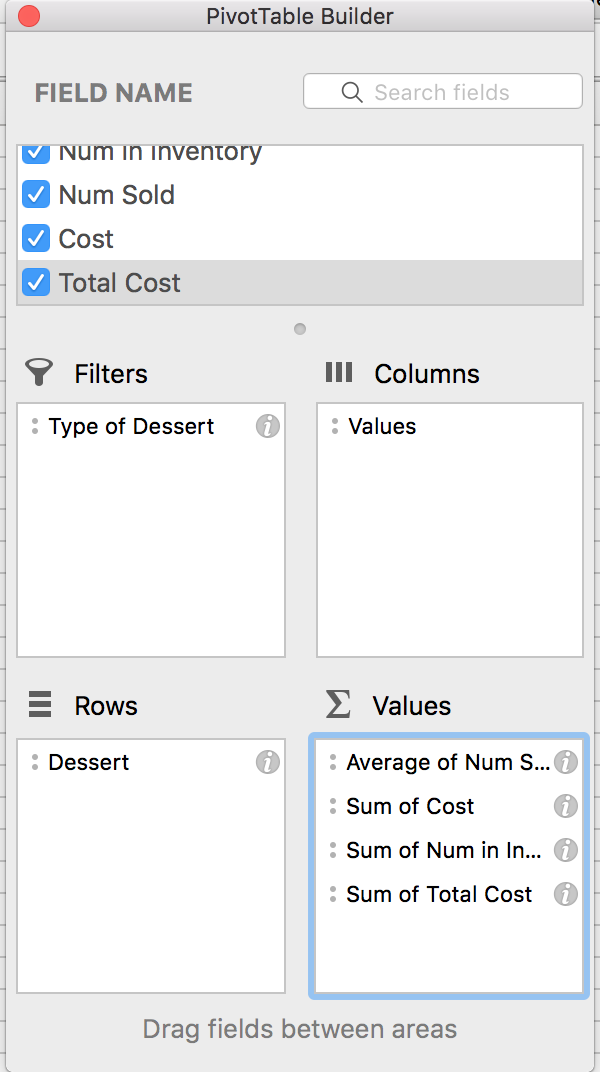 PivotTable Builder
FIELD NAME
Search fields
Num in Inventory
Num Sold
Cost
Total Cost
Filters
Columns
Type of Dessert
Values
Rows
Values
Dessert
Average of Num S...
Sum of Cost
Sum of Num in In...
Sum of Total Cost
Drag fields between areas